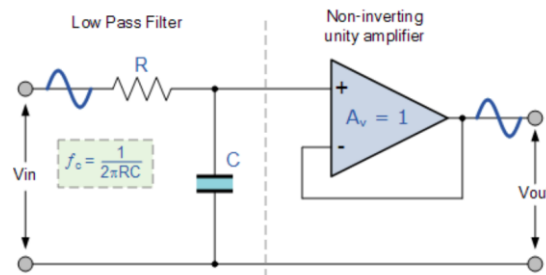 Low Pass Filter
Non-inverting
unity amplifier
R
+
Av = 1
-
fc = 1/2πRC
C
Vin
Vou